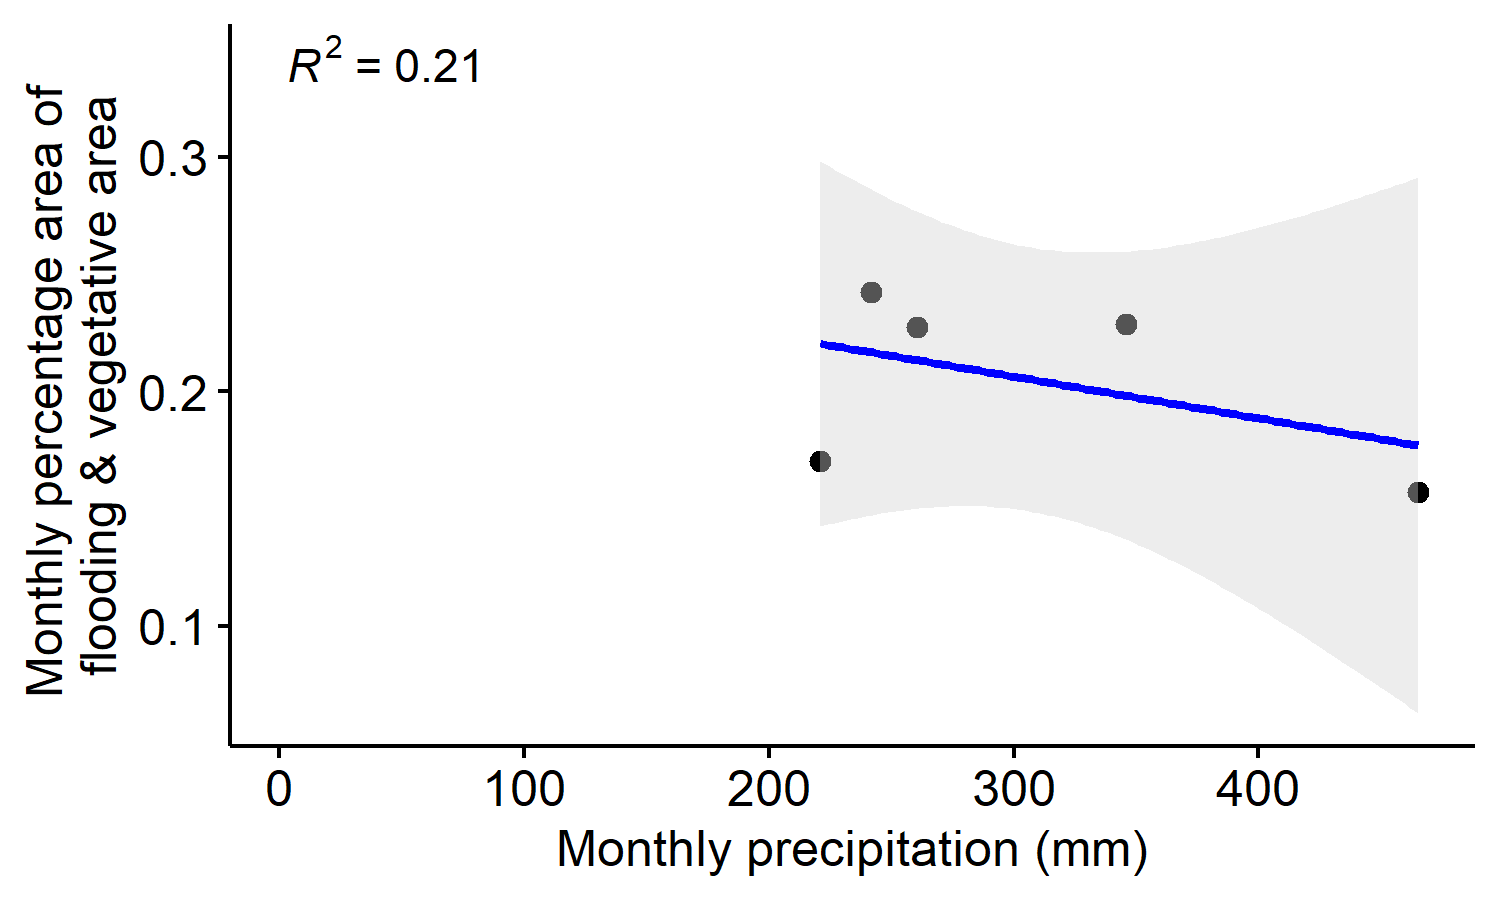 R² = 0.21
Monthly percentage area of
flooding & vegetative area
0.3
0.2
0.1
0 100 200 300 400
Monthly precipitation (mm)